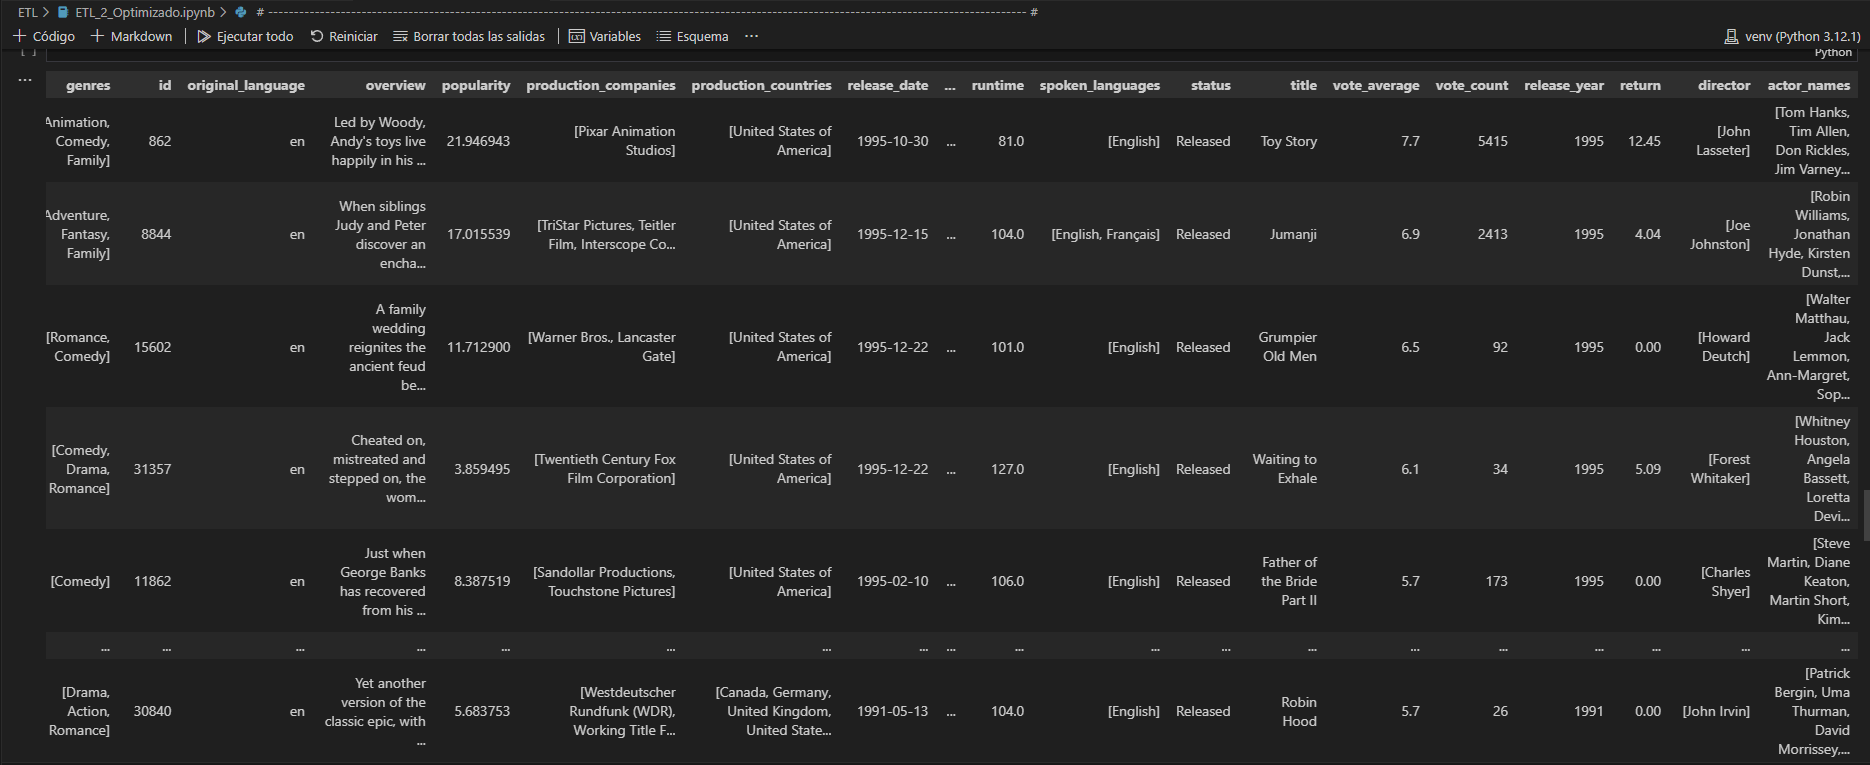 ETL > ETL_2_Optimizado.ipynb > # ------------------------------------------------------------ #
+ Código + Markdown | Ejecutar todo Reiniciar Borrar todas las salidas | Variables Esquema ...
venv (Python 3.12.1)
[ ]
Python
...
genres id original_language overview popularity production_companies production_countries release_date ... runtime spoken_languages status title vote_average vote_count release_year return director actor_names
Animation, Comedy, Family] 862 en Led by Woody, Andy's toys live happily in his ... 21.946943 [Pixar Animation Studios] [United States of America] 1995-10-30 ... 81.0 [English] Released Toy Story 7.7 5415 1995 12.45 [John Lasseter] [Tom Hanks, Tim Allen, Don Rickles, Jim Varney...
Adventure, Fantasy, Family] 8844 en When siblings Judy and Peter discover an encha... 17.015539 [TriStar Pictures, Teitler Film, Interscope Co... [United States of America] 1995-12-15 ... 104.0 [English, Français] Released Jumanji 6.9 2413 1995 4.04 [Joe Johnston] [Robin Williams, Jonathan Hyde, Kirsten Dunst,...
[Romance, Comedy] 15602 en A family wedding reignites the ancient feud be... 11.712900 [Warner Bros., Lancaster Gate] [United States of America] 1995-12-22 ... 101.0 [English] Released Grumpier Old Men 6.5 92 1995 0.00 [Howard Deutch] [Walter Matthau, Jack Lemmon, Ann-Margret, Sop...
[Comedy, Drama, Romance] 31357 en Cheated on, mistreated and stepped on, the wom... 3.859495 [Twentieth Century Fox Film Corporation] [United States of America] 1995-12-22 ... 127.0 [English] Released Waiting to Exhale 6.1 34 1995 5.09 [Forest Whitaker] [Whitney Houston, Angela Bassett, Loretta Devi...
[Comedy] 11862 en Just when George Banks has recovered from his ... 8.387519 [Sandollar Productions, Touchstone Pictures] [United States of America] 1995-02-10 ... 106.0 [English] Released Father of the Bride Part II 5.7 173 1995 0.00 [Charles Shyer] [Steve Martin, Diane Keaton, Martin Short, Kim...
... ... ... ... ... ... ... ... ... ... ... ... ... ... ... ... ... ... ...
[Drama, Action, Romance] 30840 en Yet another version of the classic epic, with ... 5.683753 [Westdeutscher Rundfunk (WDR), Working Title F... [Canada, Germany, United Kingdom, United State... 1991-05-13 ... 104.0 [English] Released Robin Hood 5.7 26 1991 0.00 [John Irvin] [Patrick Bergin, Uma Thurman, David Morrissey,...